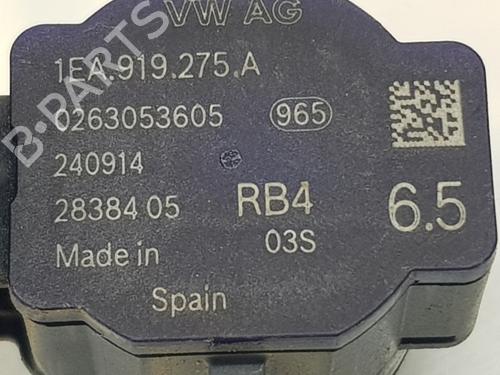 VW AG
1EA.919.275.A
0263053605 965
240914
28384 05 RB4 6.5
Made in 03S
Spain
B-PARTS